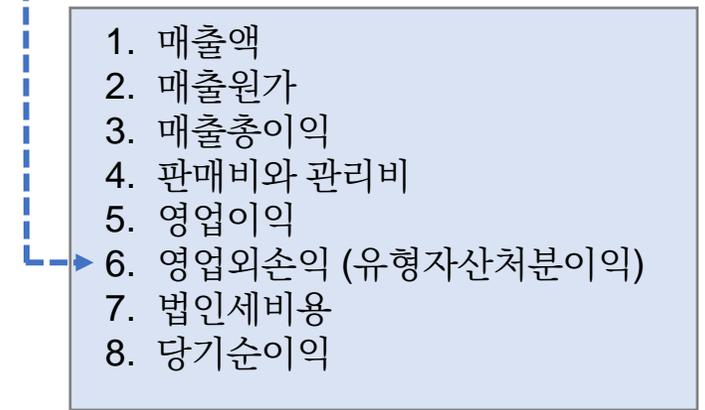 1. 매출액
2. 매출원가
3. 매출총이익
4. 판매비와 관리비
5. 영업이익
6. 영업외손익 (유형자산처분이익)
7. 법인세비용
8. 당기순이익